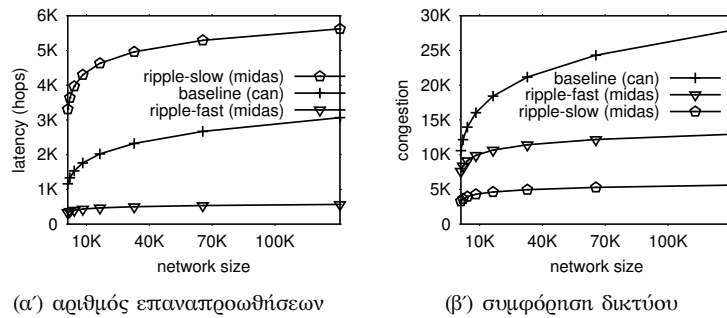 6K
5K
4K
3K
2K
1K
0
latency (hops)
ripple-slow (midas)
baseline (can)
ripple-fast (midas)
10K 40K 70K 100K
network size
(αʹ) αριθμός επαναπροωθήσεων
30K
25K
20K
15K
10K
5K
0
congestion
baseline (can)
ripple-fast (midas)
ripple-slow (midas)
10K 40K 70K 100K
network size
(βʹ) συμφόρηση δικτύου